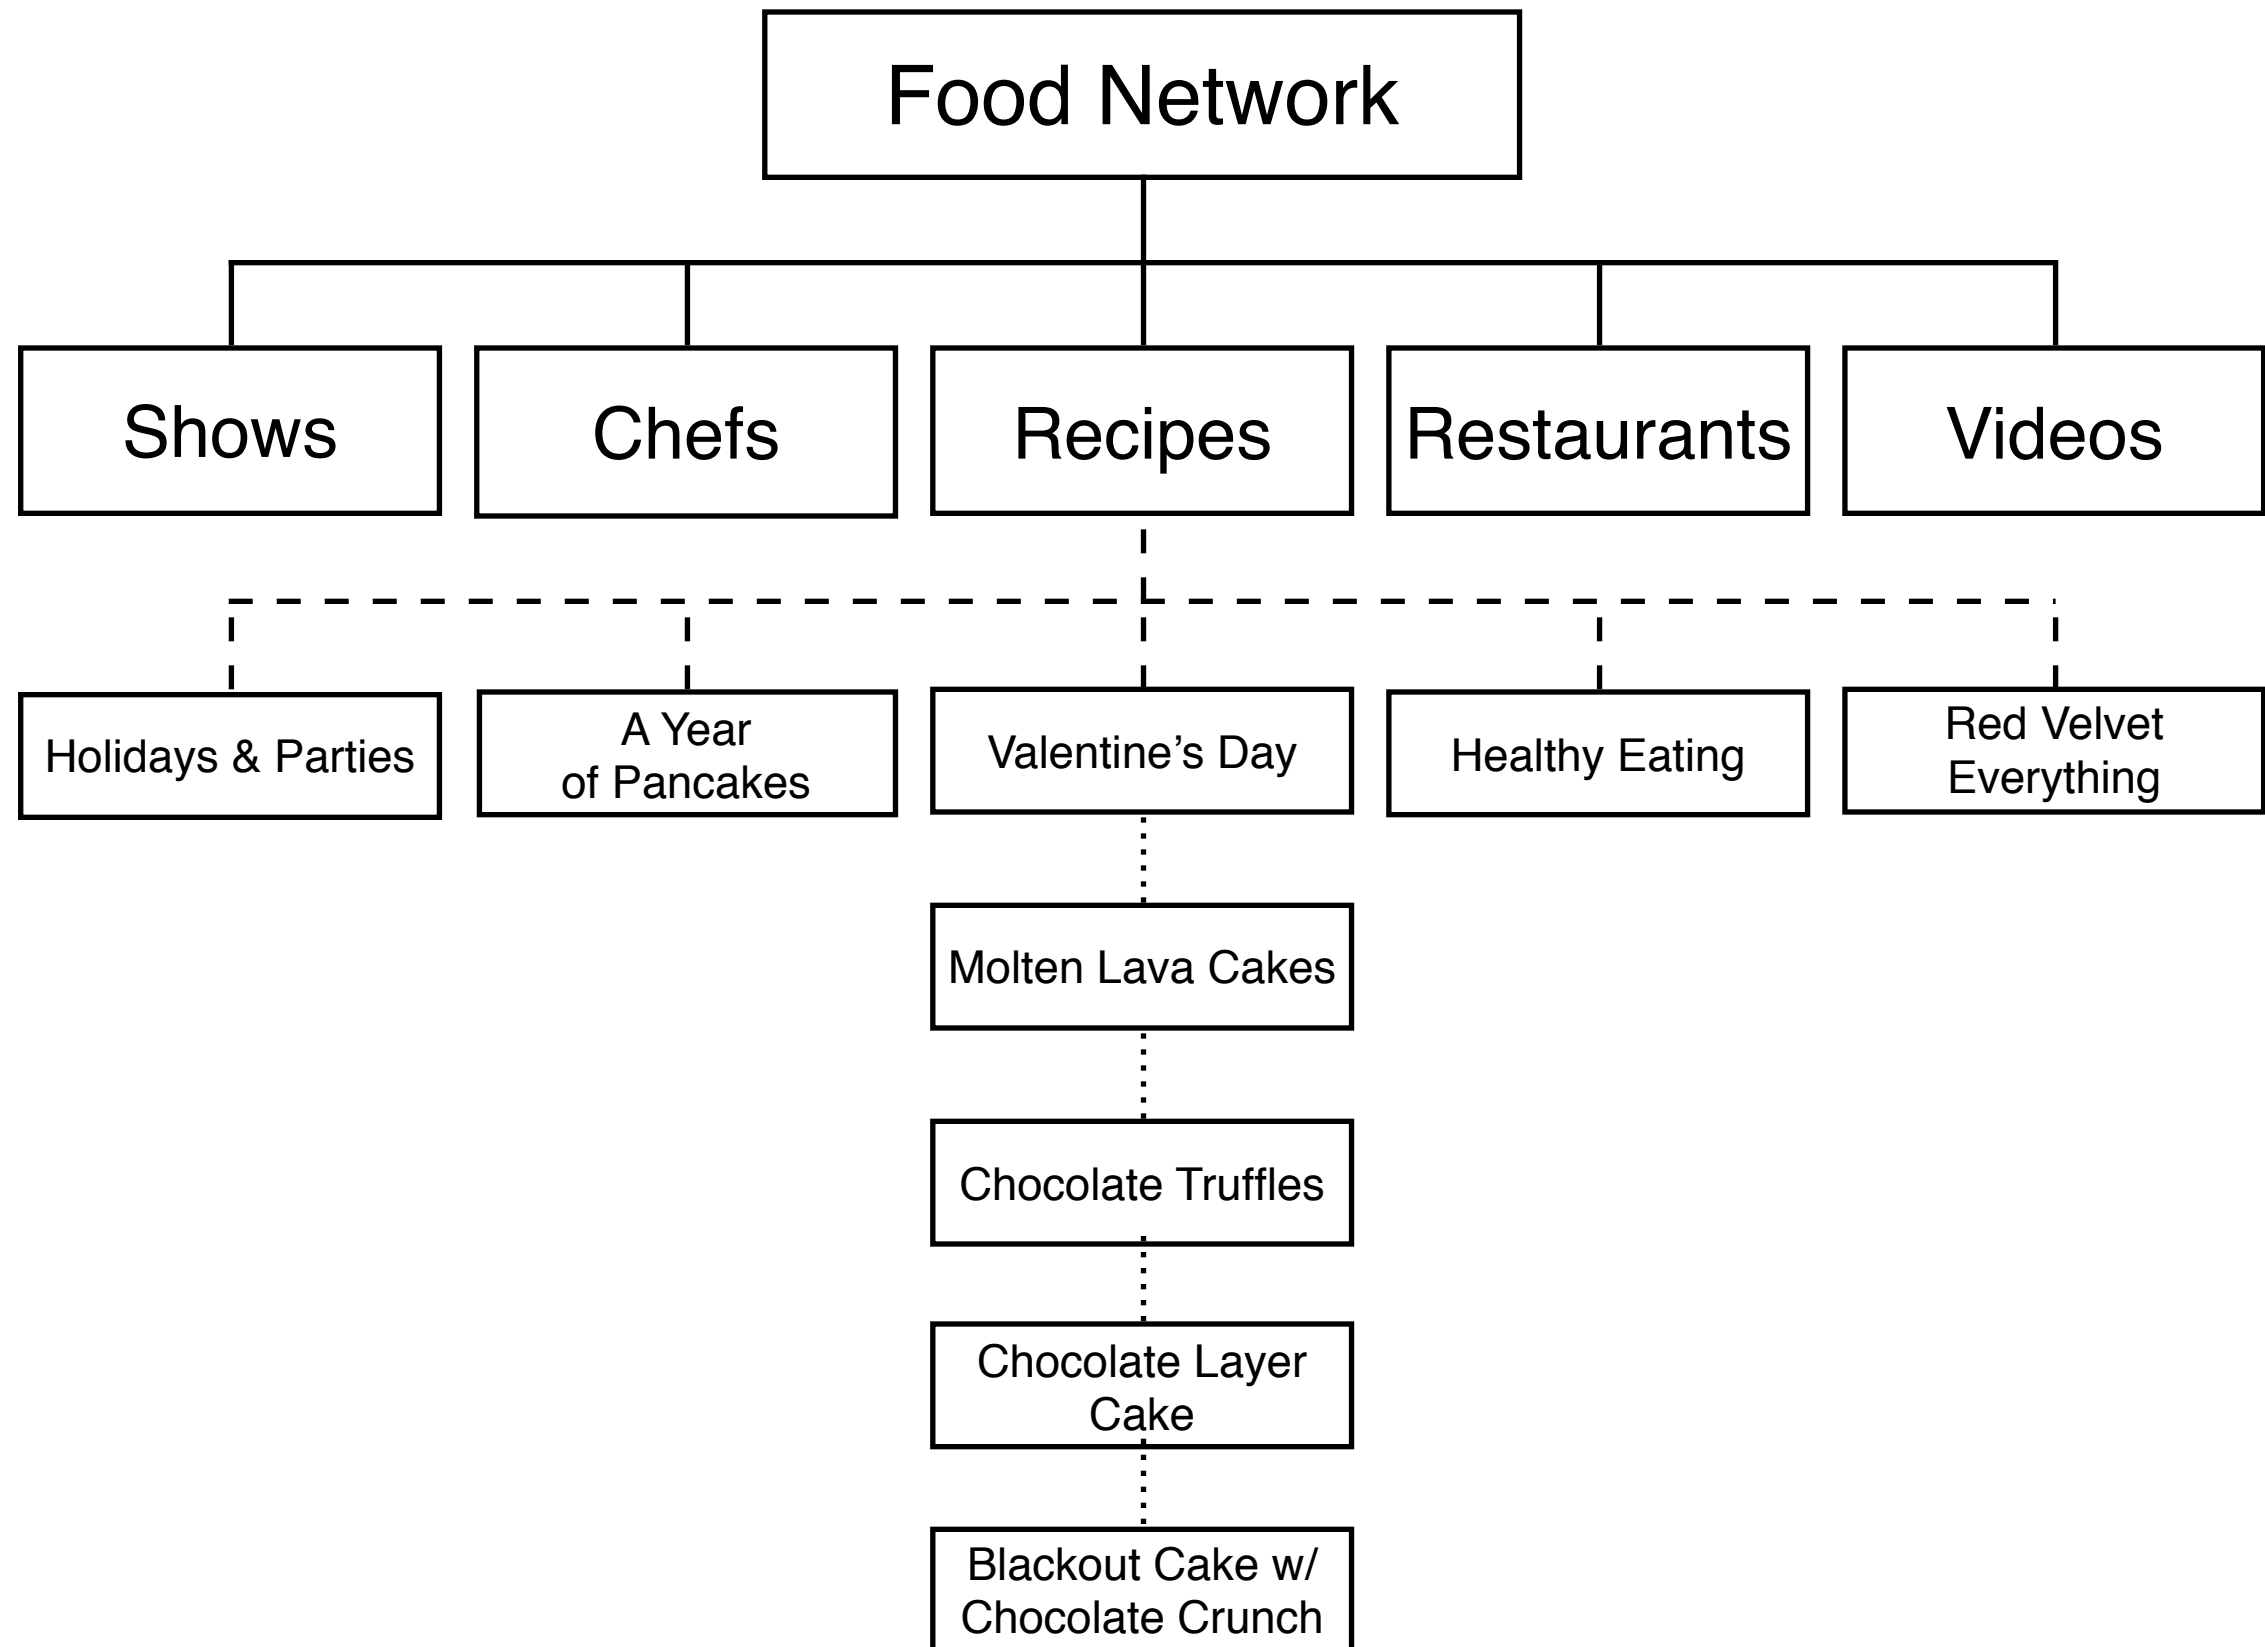 Food Network
Shows
Chefs
Recipes
Restaurants
Videos
Holidays & Parties
A Year
of Pancakes
Valentine’s Day
Healthy Eating
Red Velvet
Everything
Molten Lava Cakes
Chocolate Truffles
Chocolate Layer
Cake
Blackout Cake w/
Chocolate Crunch